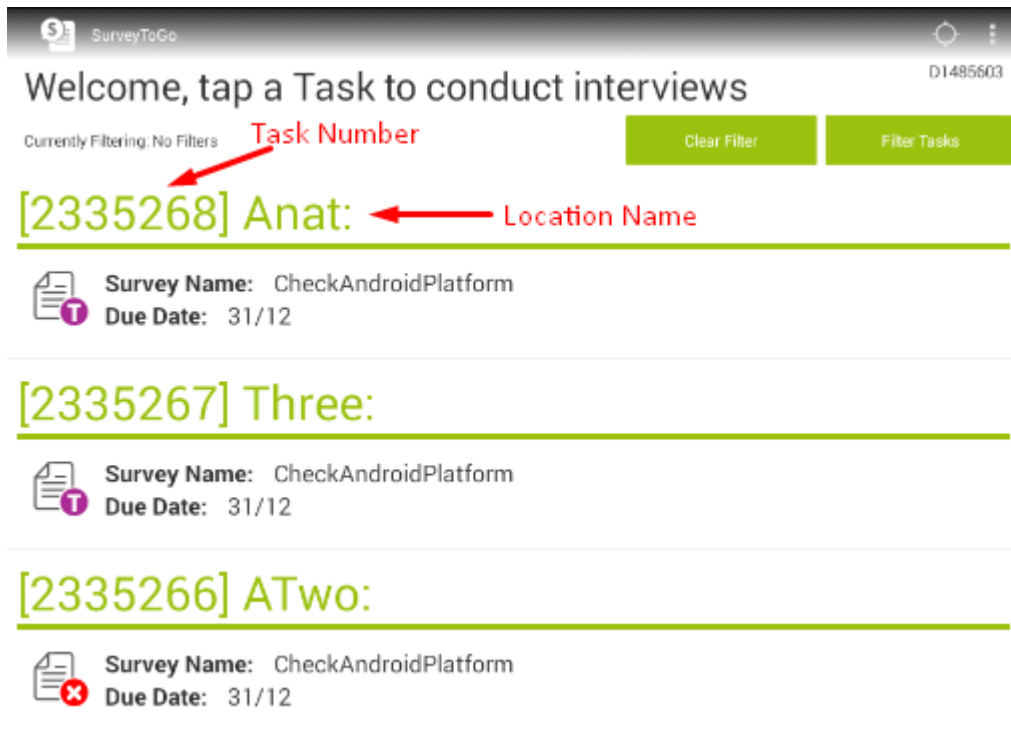 SurveyToGo
D1485603
Welcome, tap a Task to conduct interviews
Currently Filtering: No Filters
Task Number
Clear Filter
Filter Tasks
[2335268] Anat:
Location Name
Survey Name: CheckAndroidPlatform
T
Due Date: 31/12
[2335267] Three:
Survey Name: CheckAndroidPlatform
T
Due Date: 31/12
[2335266] ATwo:
Survey Name: CheckAndroidPlatform
Due Date: 31/12